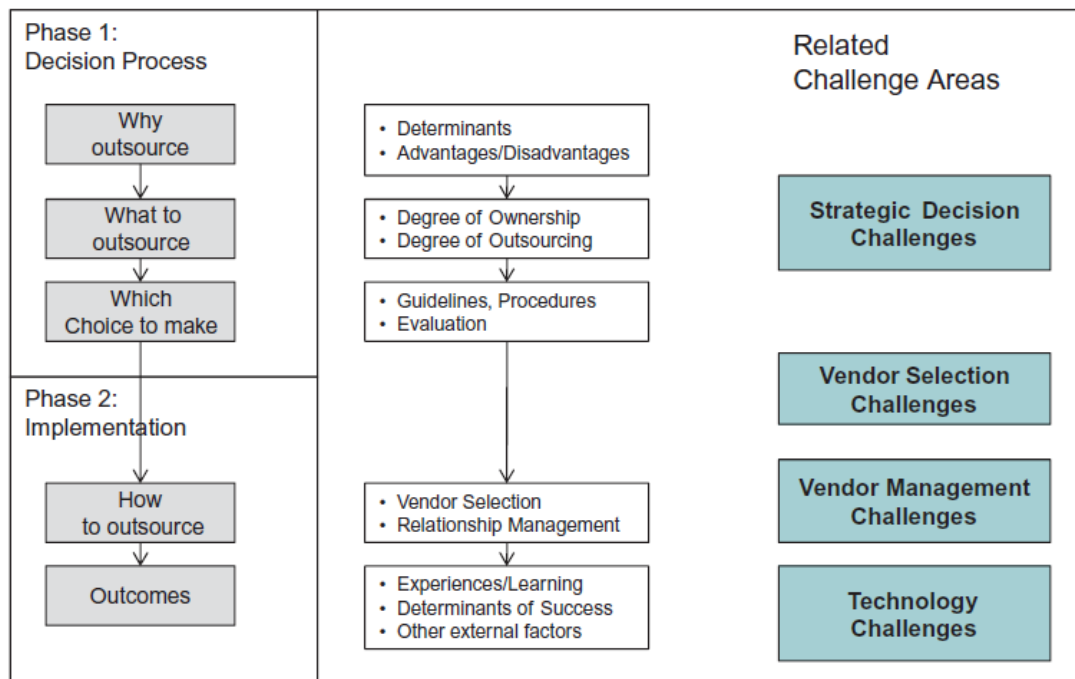 Phase 1:
Decision Process
Why
outsource
What to
outsource
Which
Choice to make
Phase 2:
Implementation
How
to outsource
Outcomes
• Determinants
• Advantages/Disadvantages
• Degree of Ownership
• Degree of Outsourcing
• Guidelines, Procedures
• Evaluation
• Vendor Selection
• Relationship Management
• Experiences/Learning
• Determinants of Success
• Other external factors
Related
Challenge Areas
Strategic Decision
Challenges
Vendor Selection
Challenges
Vendor Management
Challenges
Technology
Challenges